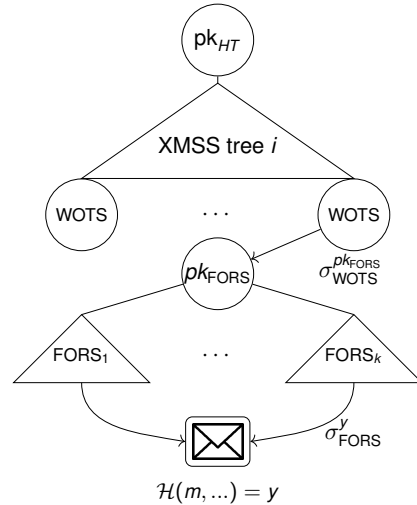 pk_HT
XMSS tree i
WOTS ... WOTS
pk_FORS
σ_WOTS^pk_FORS
FORS_1 ... FORS_k
σ_FORS^y
H(m, ...) = y